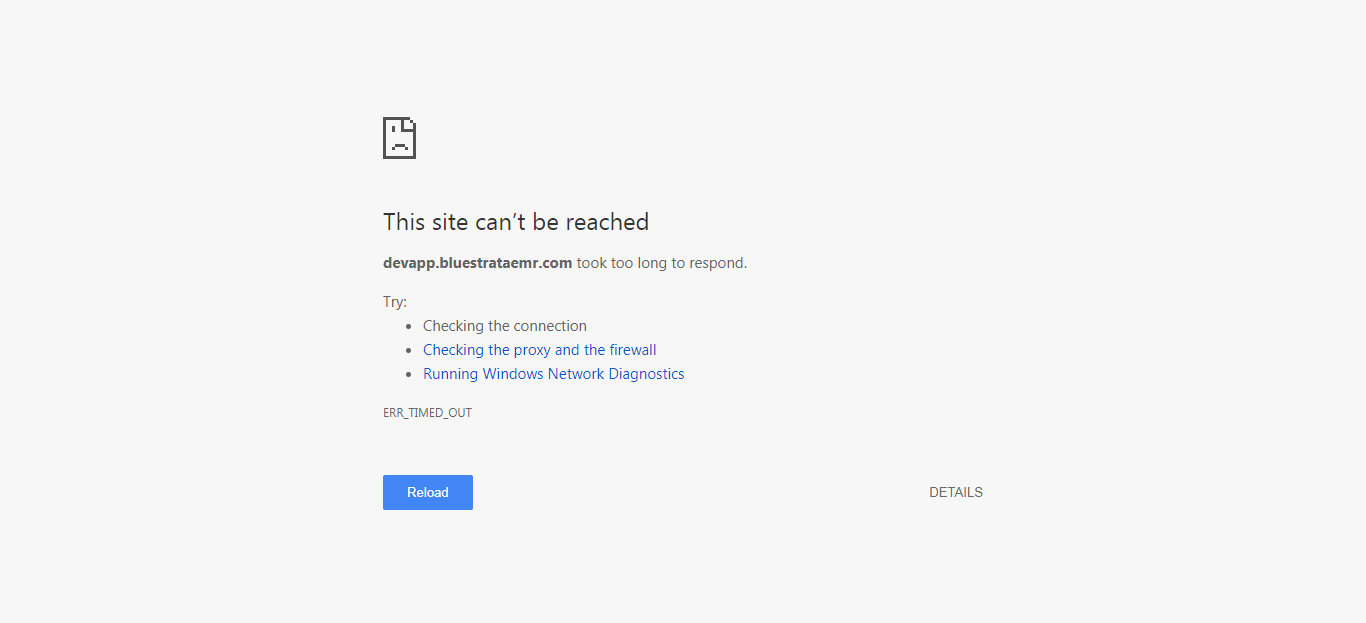 This site can’t be reached
devapp.bluestrataemr.com took too long to respond.
Try:
Checking the connection
Checking the proxy and the firewall
Running Windows Network Diagnostics
ERR_TIMED_OUT
Reload
DETAILS